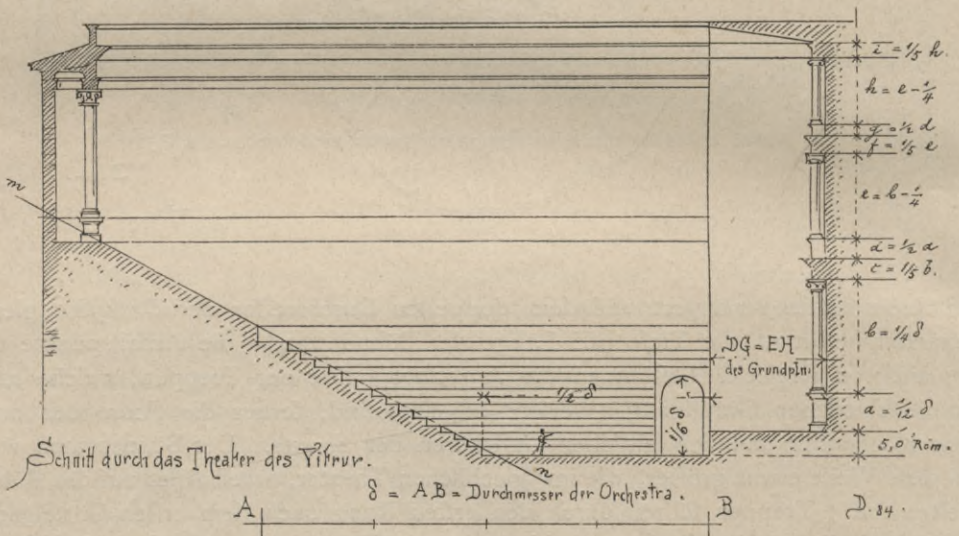 i = 1/5 h.
h = e - 1/4
g = 1/2 d
f = 1/5 e
e = b - 1/4
d = 1/2 a
c = 1/5 b.
b = 1/4 δ
a = 1/12 δ
5,0' Röm.
m
DG = EH
des Grundpln.
1/2 δ
1/6 δ
Schnitt durch das Theater des Vitruv.
n
δ = AB = Durchmesser der Orchestra.
A B
D. 84.